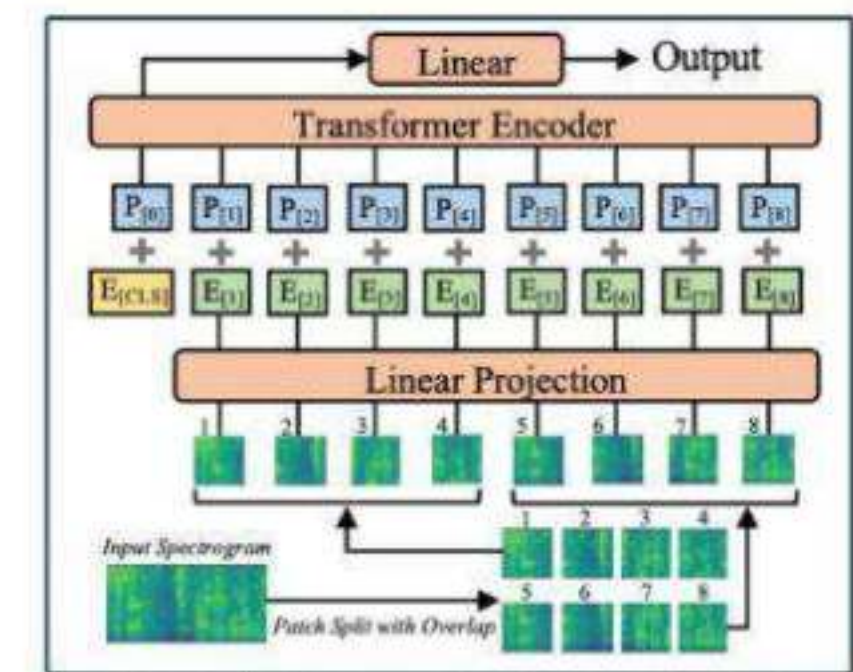 Linear Output
Transformer Encoder
P[0] P[1] P[2] P[3] P[4] P[5] P[6] P[7] P[8]
+ + + + + + + + +
E[CLS] E[1] E[2] E[3] E[4] E[5] E[6] E[7] E[8]
Linear Projection
1 2 3 4 5 6 7 8
1 2 3 4
Input Spectrogram
5 6 7 8
Patch Split with Overlap